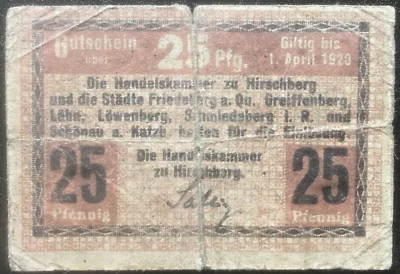 Gutschein über 25 Pfg. Giltig bis 1. April 1920
Die Handelskammer zu Hirschberg
und die Städte Friedeberg a. Qu. Greiffenberg,
Lähn, Löwenberg, Schmiedeberg i. R. und
Schönau a. Katzb. haften für die Einlösung.
Die Handelskammer
zu Hirschberg.
25 Pfennig
25 Pfennig